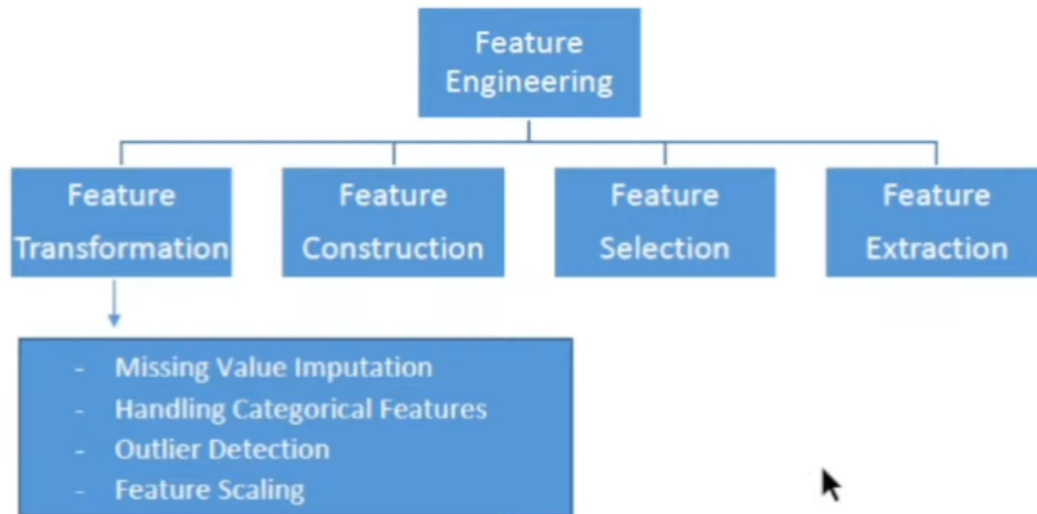 Feature
Engineering
Feature
Transformation
Feature
Construction
Feature
Selection
Feature
Extraction
- Missing Value Imputation
- Handling Categorical Features
- Outlier Detection
- Feature Scaling